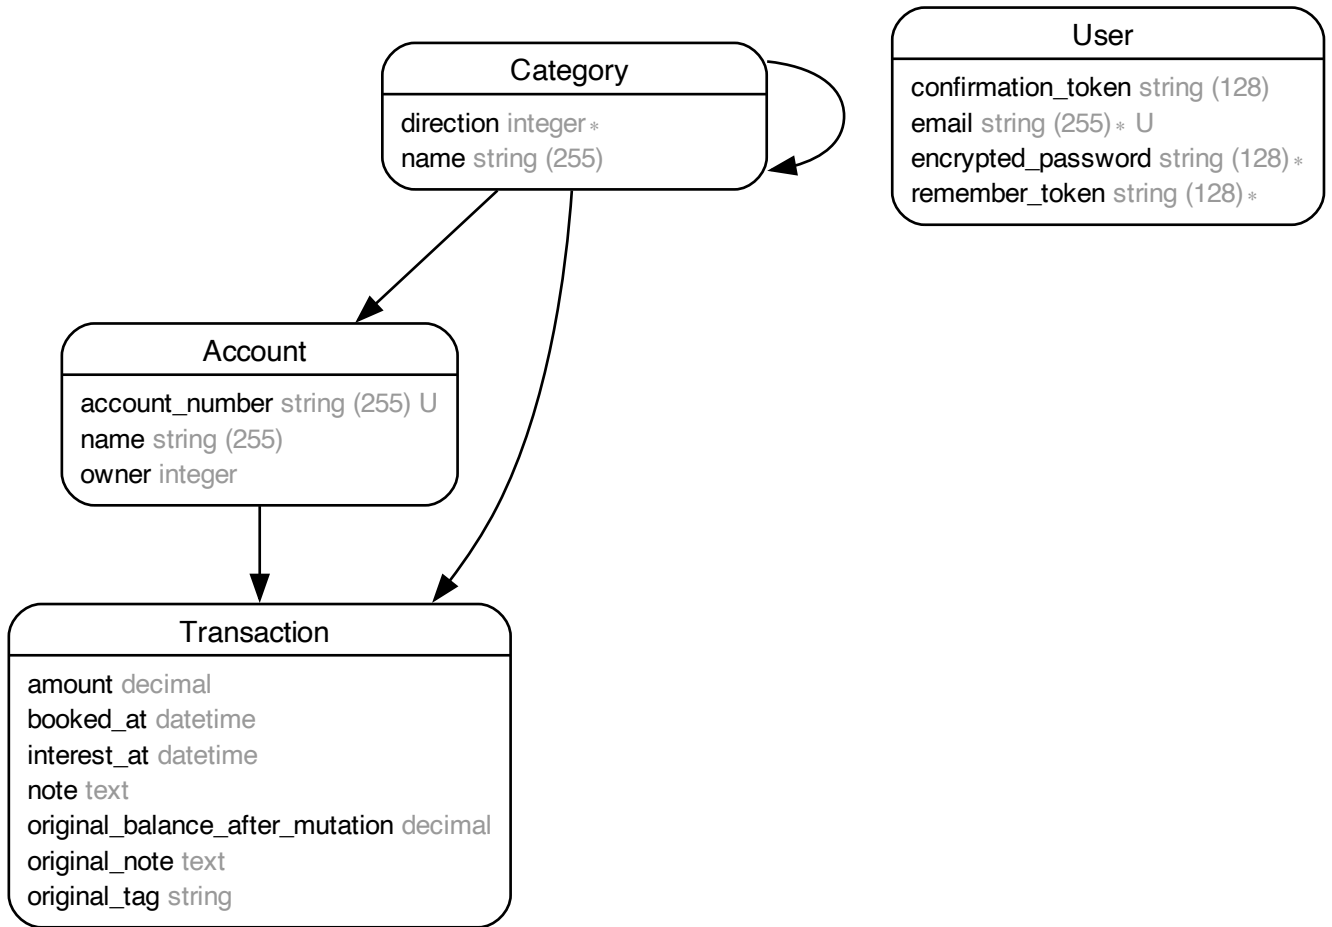 Category
direction integer∗
name string (255)
User
confirmation_token string (128)
email string (255)∗ U
encrypted_password string (128)∗
remember_token string (128)∗
Account
account_number string (255) U
name string (255)
owner integer
Transaction
amount decimal
booked_at datetime
interest_at datetime
note text
original_balance_after_mutation decimal
original_note text
original_tag string